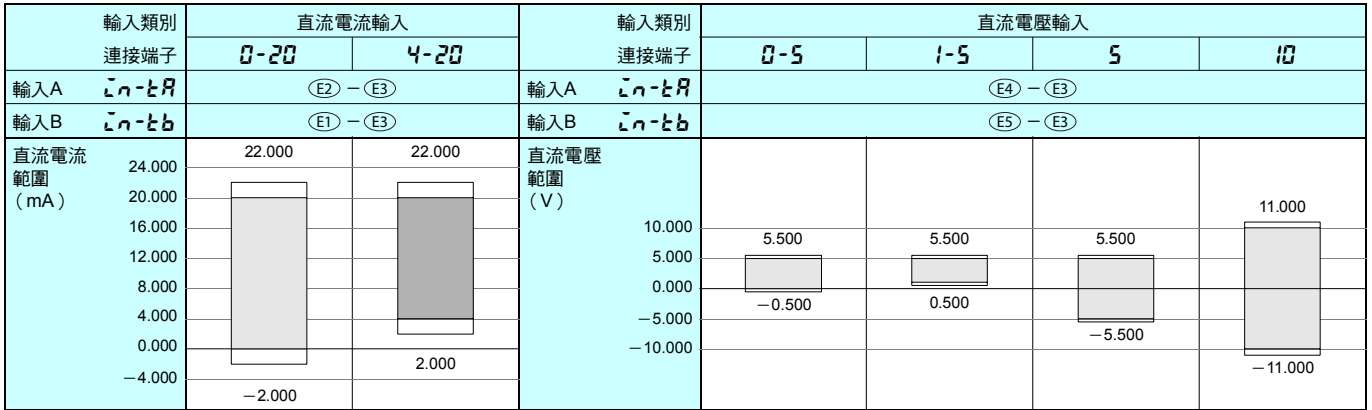 輸入類別 直流電流輸入 輸入類別 直流電壓輸入
連接端子 0-20 4-20 連接端子 0-5 1-5 5 10
輸入A in-tA E2 － E3 輸入A in-tA E4 － E3
輸入B in-tb E1 － E3 輸入B in-tb E5 － E3
直流電流
範圍
（mA）
24.000
20.000
16.000
12.000
8.000
4.000
0.000
－4.000
22.000
－2.000
22.000
2.000
直流電壓
範圍
（V）
10.000
5.000
0.000
－5.000
－10.000
5.500
－0.500
5.500
0.500
5.500
－5.500
11.000
－11.000